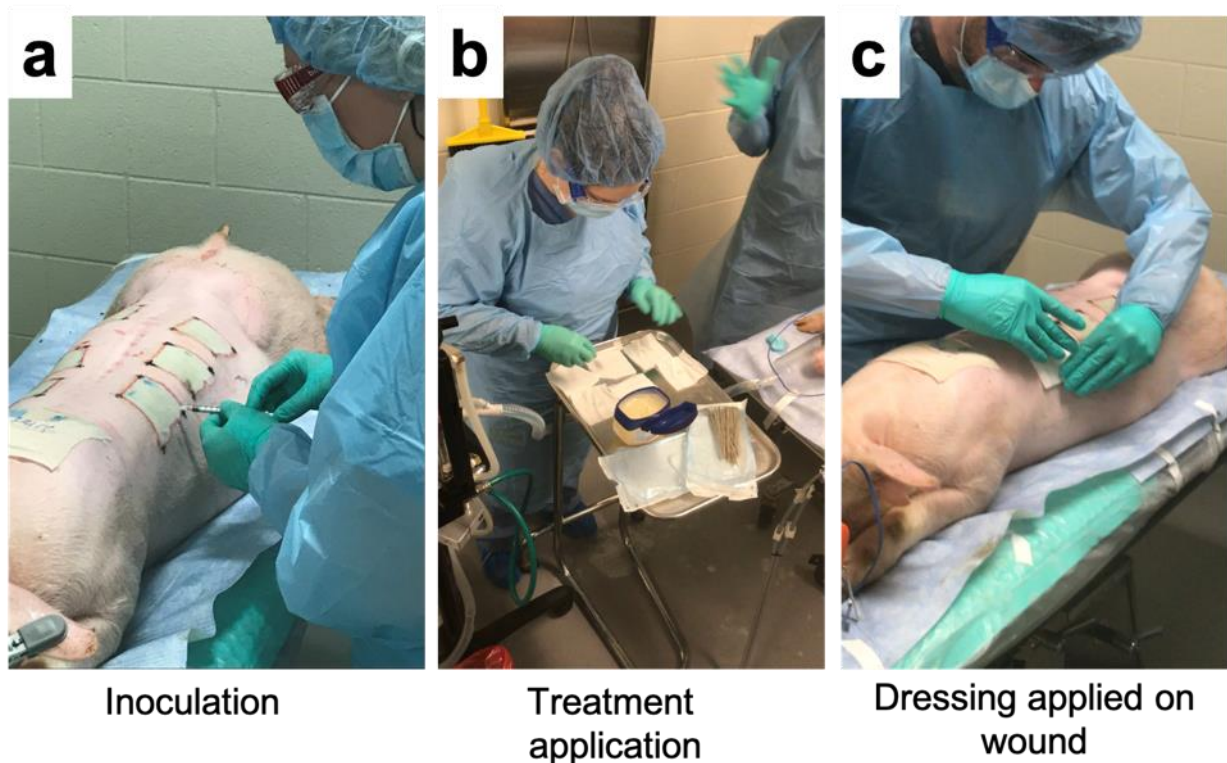 a
b
c
Inoculation
Treatment
application
Dressing applied on
wound